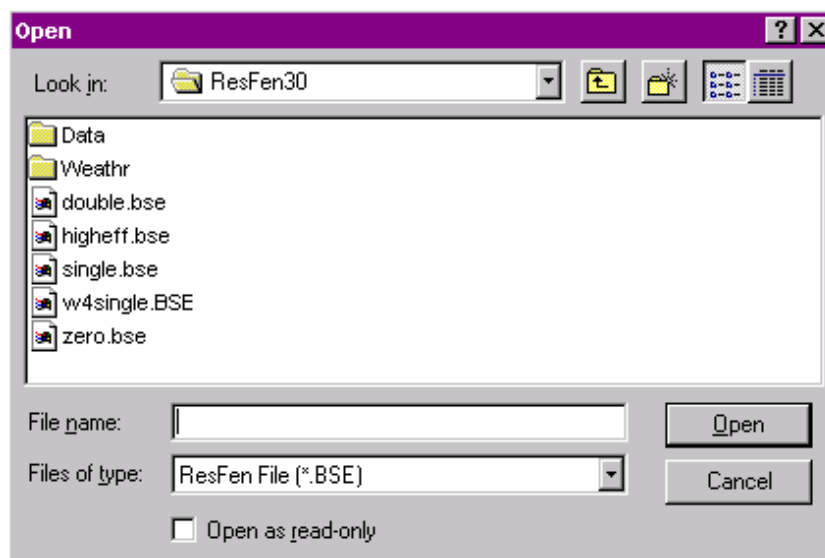 Open
Look in: ResFen30
Data
Weathr
double.bse
higheff.bse
single.bse
w4single.BSE
zero.bse
File name: Open
Files of type: ResFen File (*.BSE) Cancel
Open as read-only